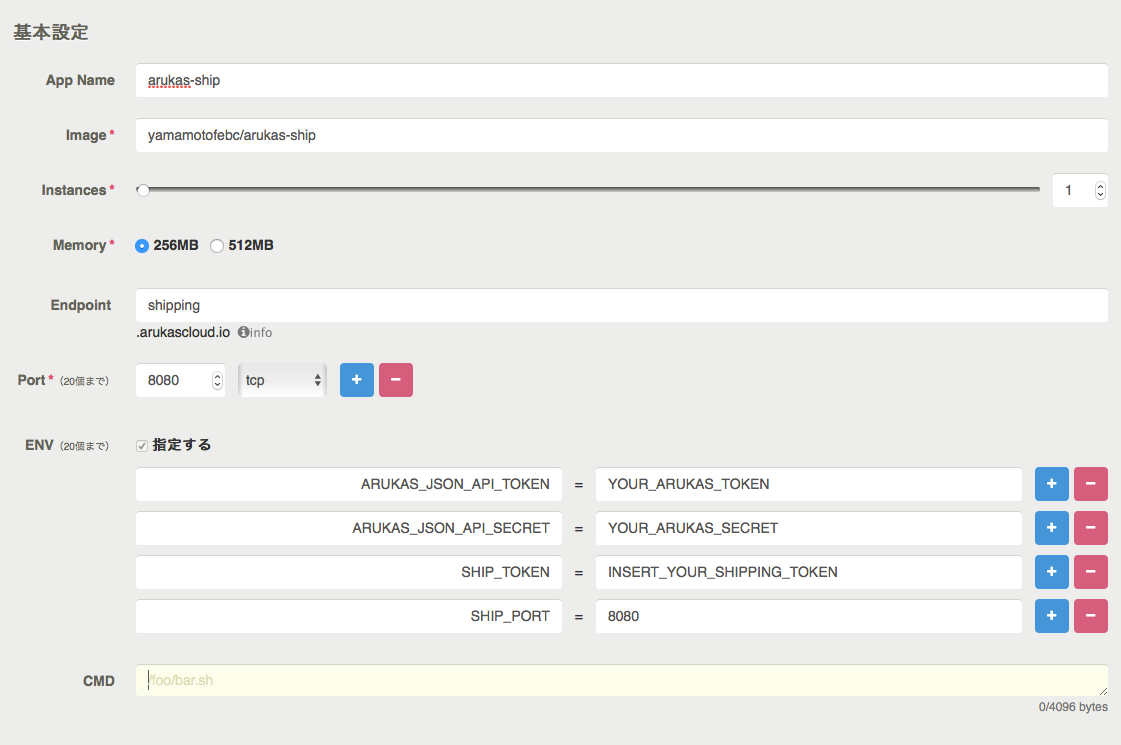 基本設定
App Name arukas-ship
Image * yamamotofebc/arukas-ship
Instances * 1
Memory * 256MB 512MB
Endpoint shipping
.arukascloud.io info
Port * (20個まで) 8080 tcp + −
ENV (20個まで) 指定する
ARUKAS_JSON_API_TOKEN = YOUR_ARUKAS_TOKEN + −
ARUKAS_JSON_API_SECRET = YOUR_ARUKAS_SECRET + −
SHIP_TOKEN = INSERT_YOUR_SHIPPING_TOKEN + −
SHIP_PORT = 8080 + −
CMD /foo/bar.sh
0/4096 bytes